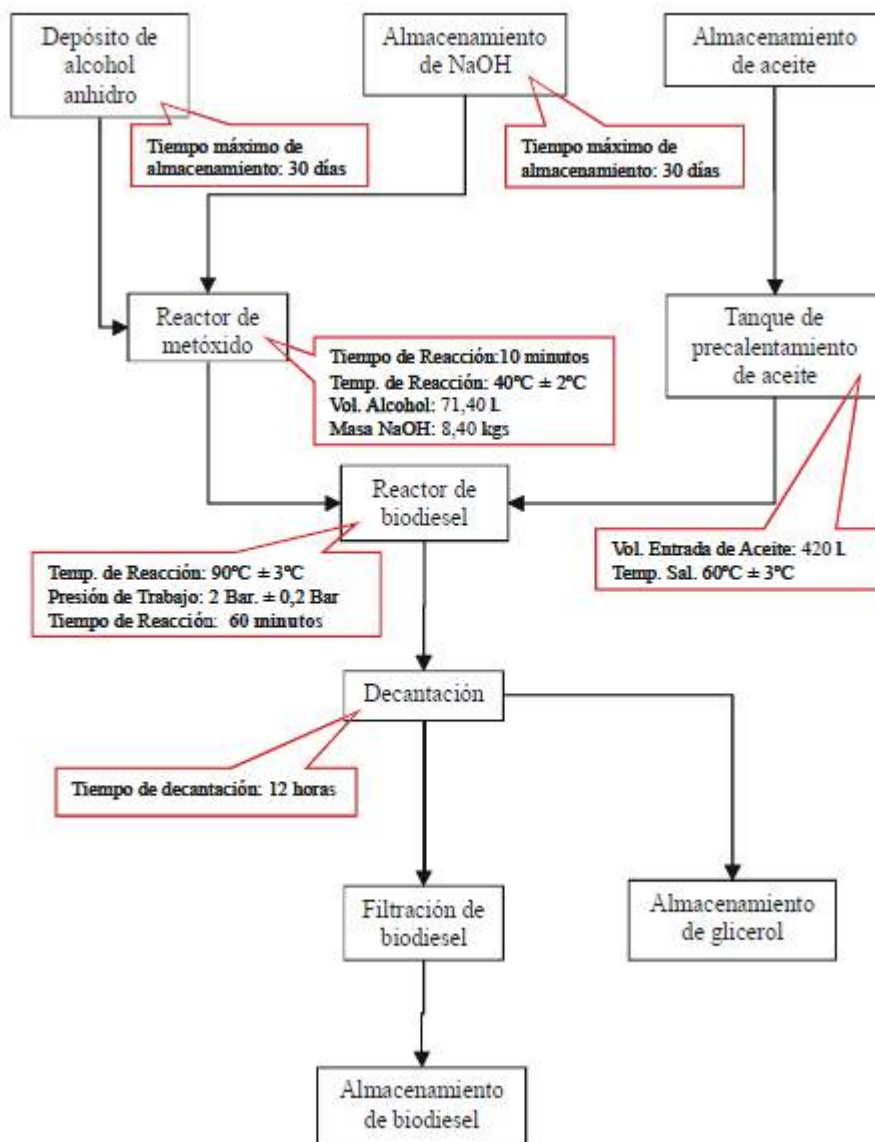 Depósito de
alcohol
anhidro
Almacenamiento
de NaOH
Almacenamiento
de aceite
Tiempo máximo de
almacenamiento: 30 días
Tiempo máximo de
almacenamiento: 30 días
Reactor de
metóxido
Tiempo de Reacción:10 minutos
Temp. de Reacción: 40ºC ± 2ºC
Vol. Alcohol: 71,40 L
Masa NaOH: 8,40 kgs
Tanque de
precalentamiento
de aceite
Reactor de
biodiesel
Vol. Entrada de Aceite: 420 L
Temp. Sal. 60ºC ± 3ºC
Temp. de Reacción: 90ºC ± 3ºC
Presión de Trabajo: 2 Bar. ± 0,2 Bar
Tiempo de Reacción: 60 minutos
Decantación
Tiempo de decantación: 12 horas
Filtración de
biodiesel
Almacenamiento
de glicerol
Almacenamiento
de biodiesel